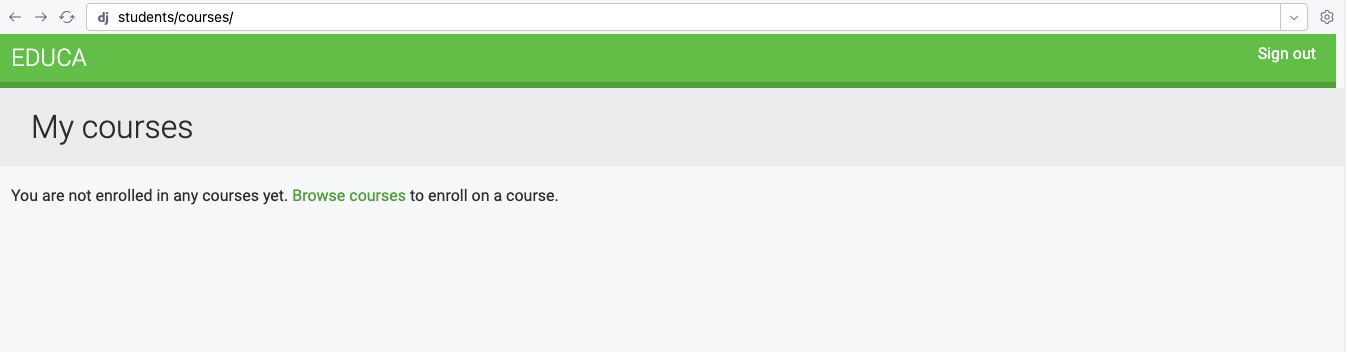 dj students/courses/
EDUCA
Sign out
My courses
You are not enrolled in any courses yet. Browse courses to enroll on a course.